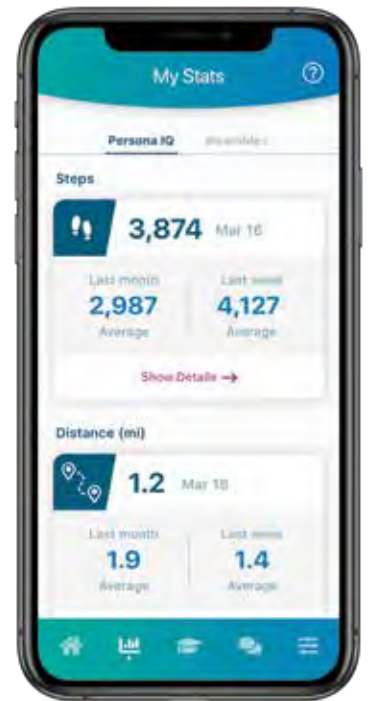 My Stats
?
Persona IQ
Steps
3,874 Mar 16
Last month Last week
2,987 4,127
Average Average
Show Details →
Distance (mi)
1.2 Mar 16
Last month Last week
1.9 1.4
Average Average